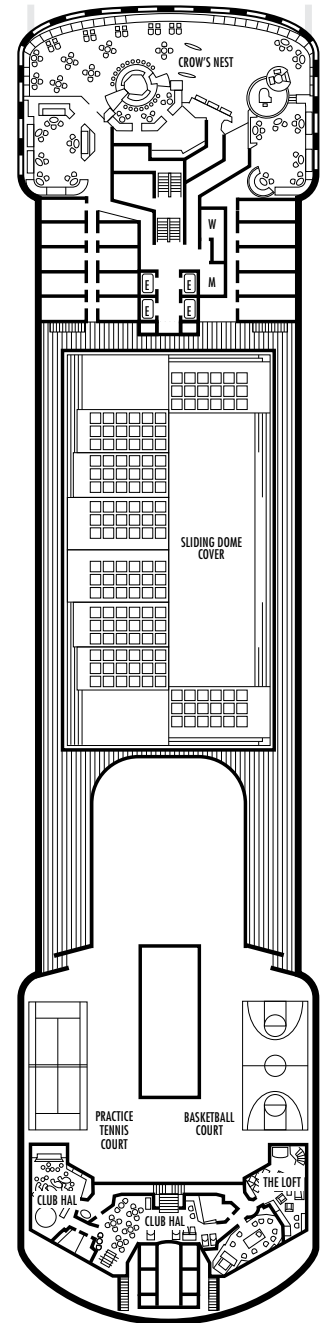 CROW'S NEST
W
M
E
E
E
E
SLIDING DOME
COVER
PRACTICE
TENNIS
COURT
BASKETBALL
COURT
CLUB HAL
THE LOFT
CLUB HAL